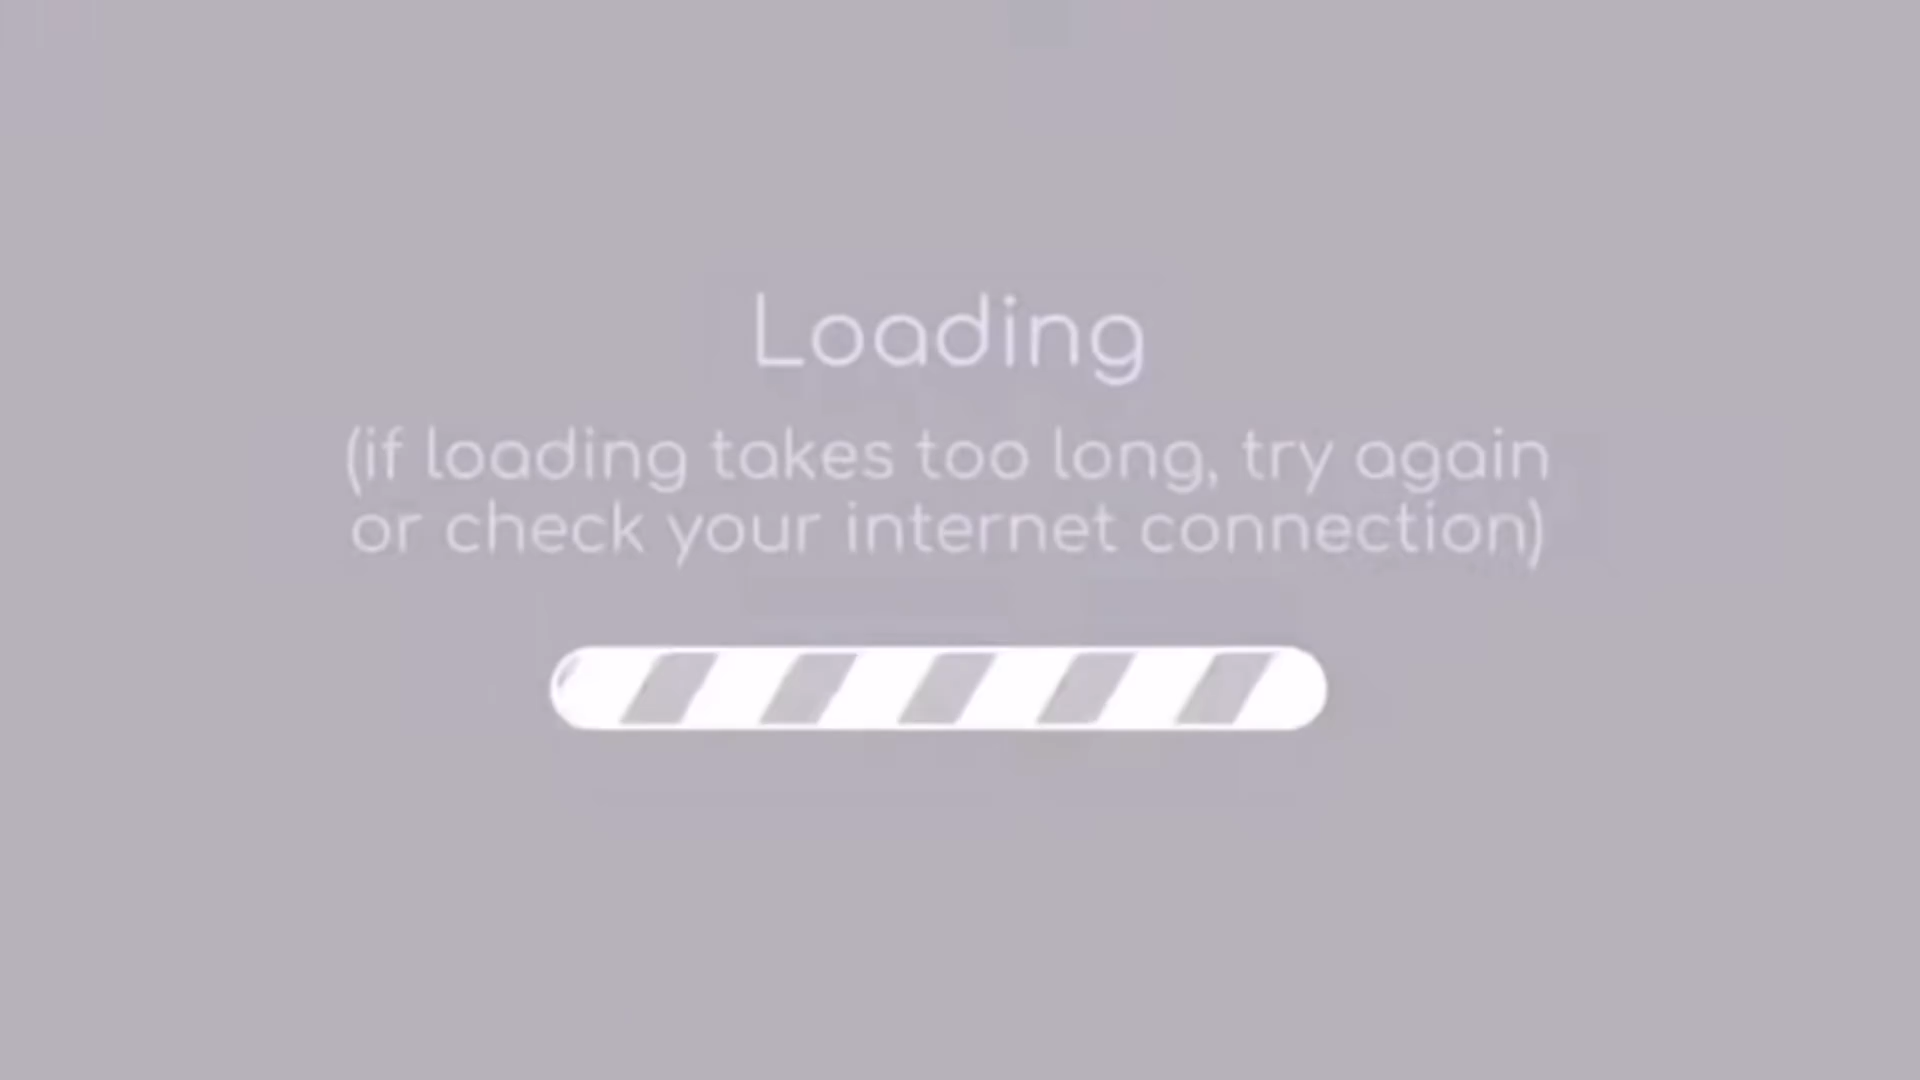 Loading
(if loading takes too long, try again
or check your internet connection)